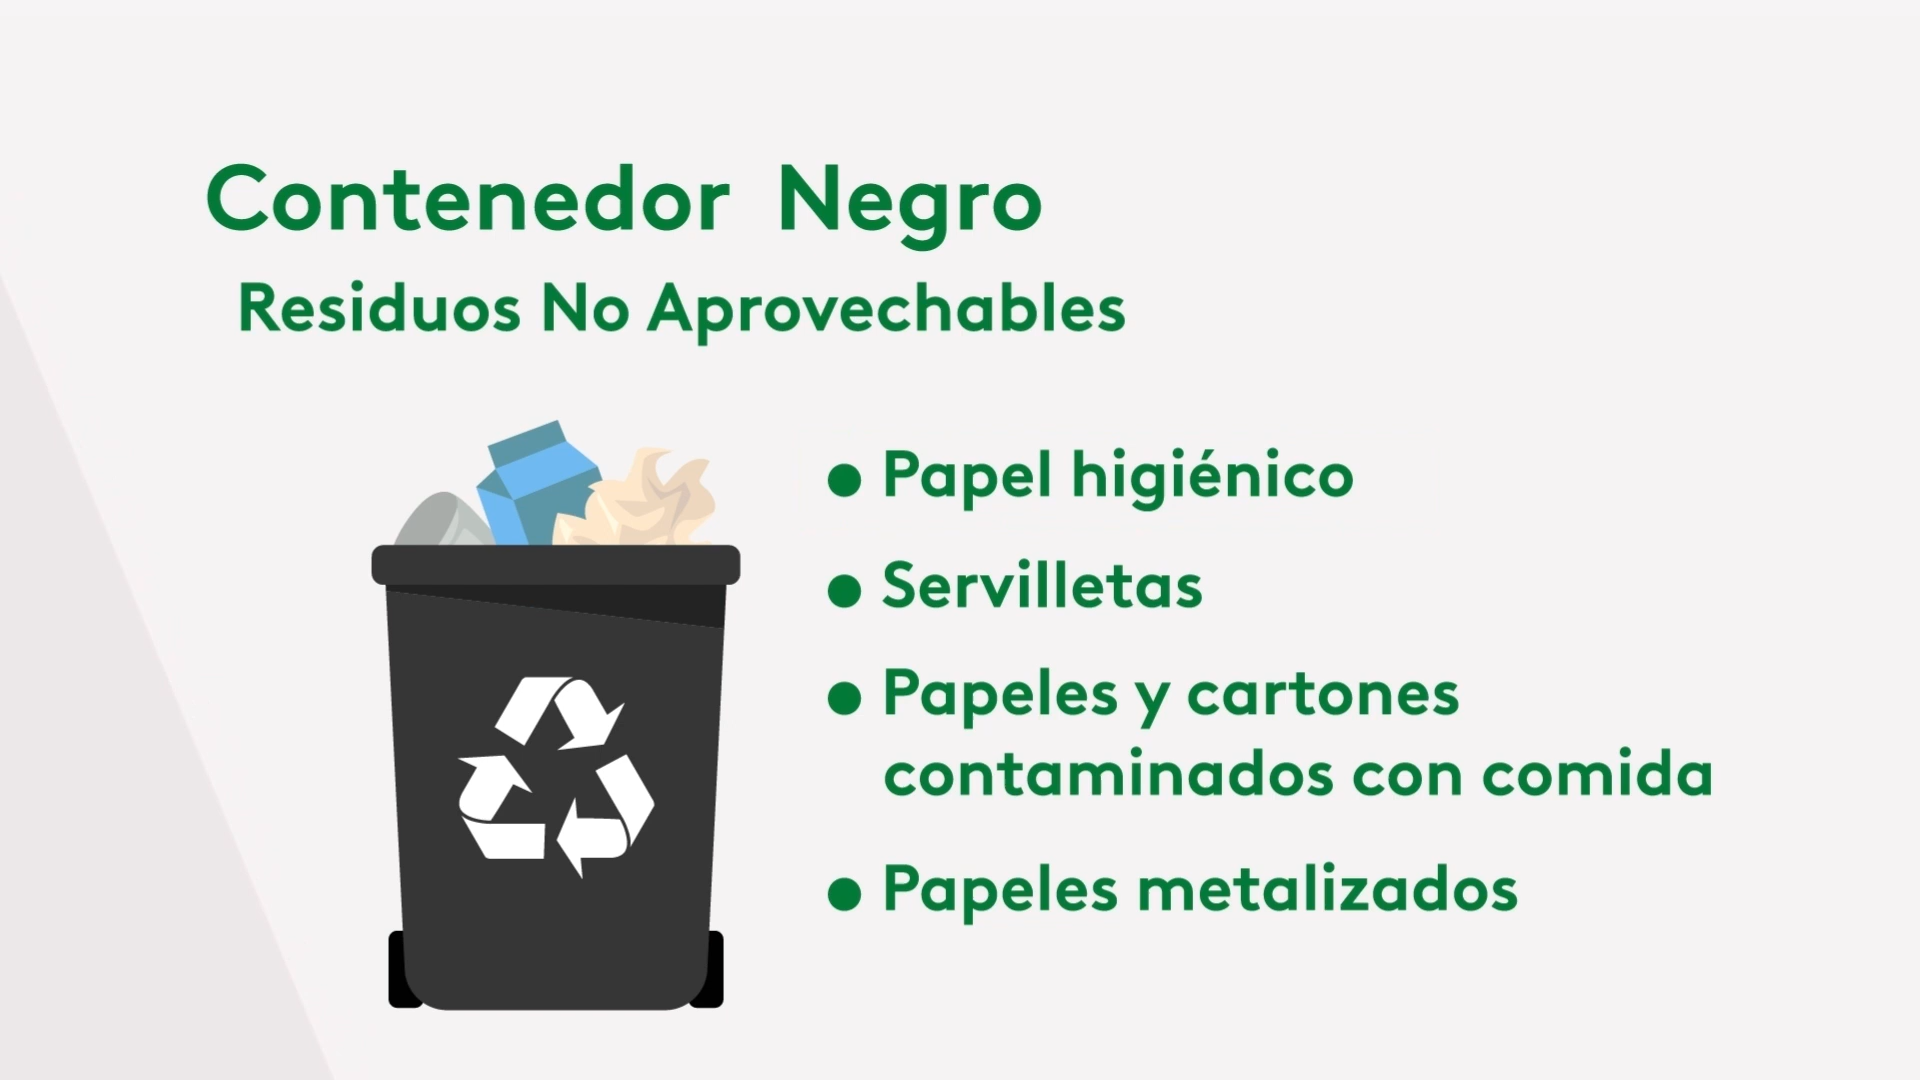 Contenedor Negro
Residuos No Aprovechables
● Papel higiénico
● Servilletas
● Papeles y cartones
contaminados con comida
● Papeles metalizados